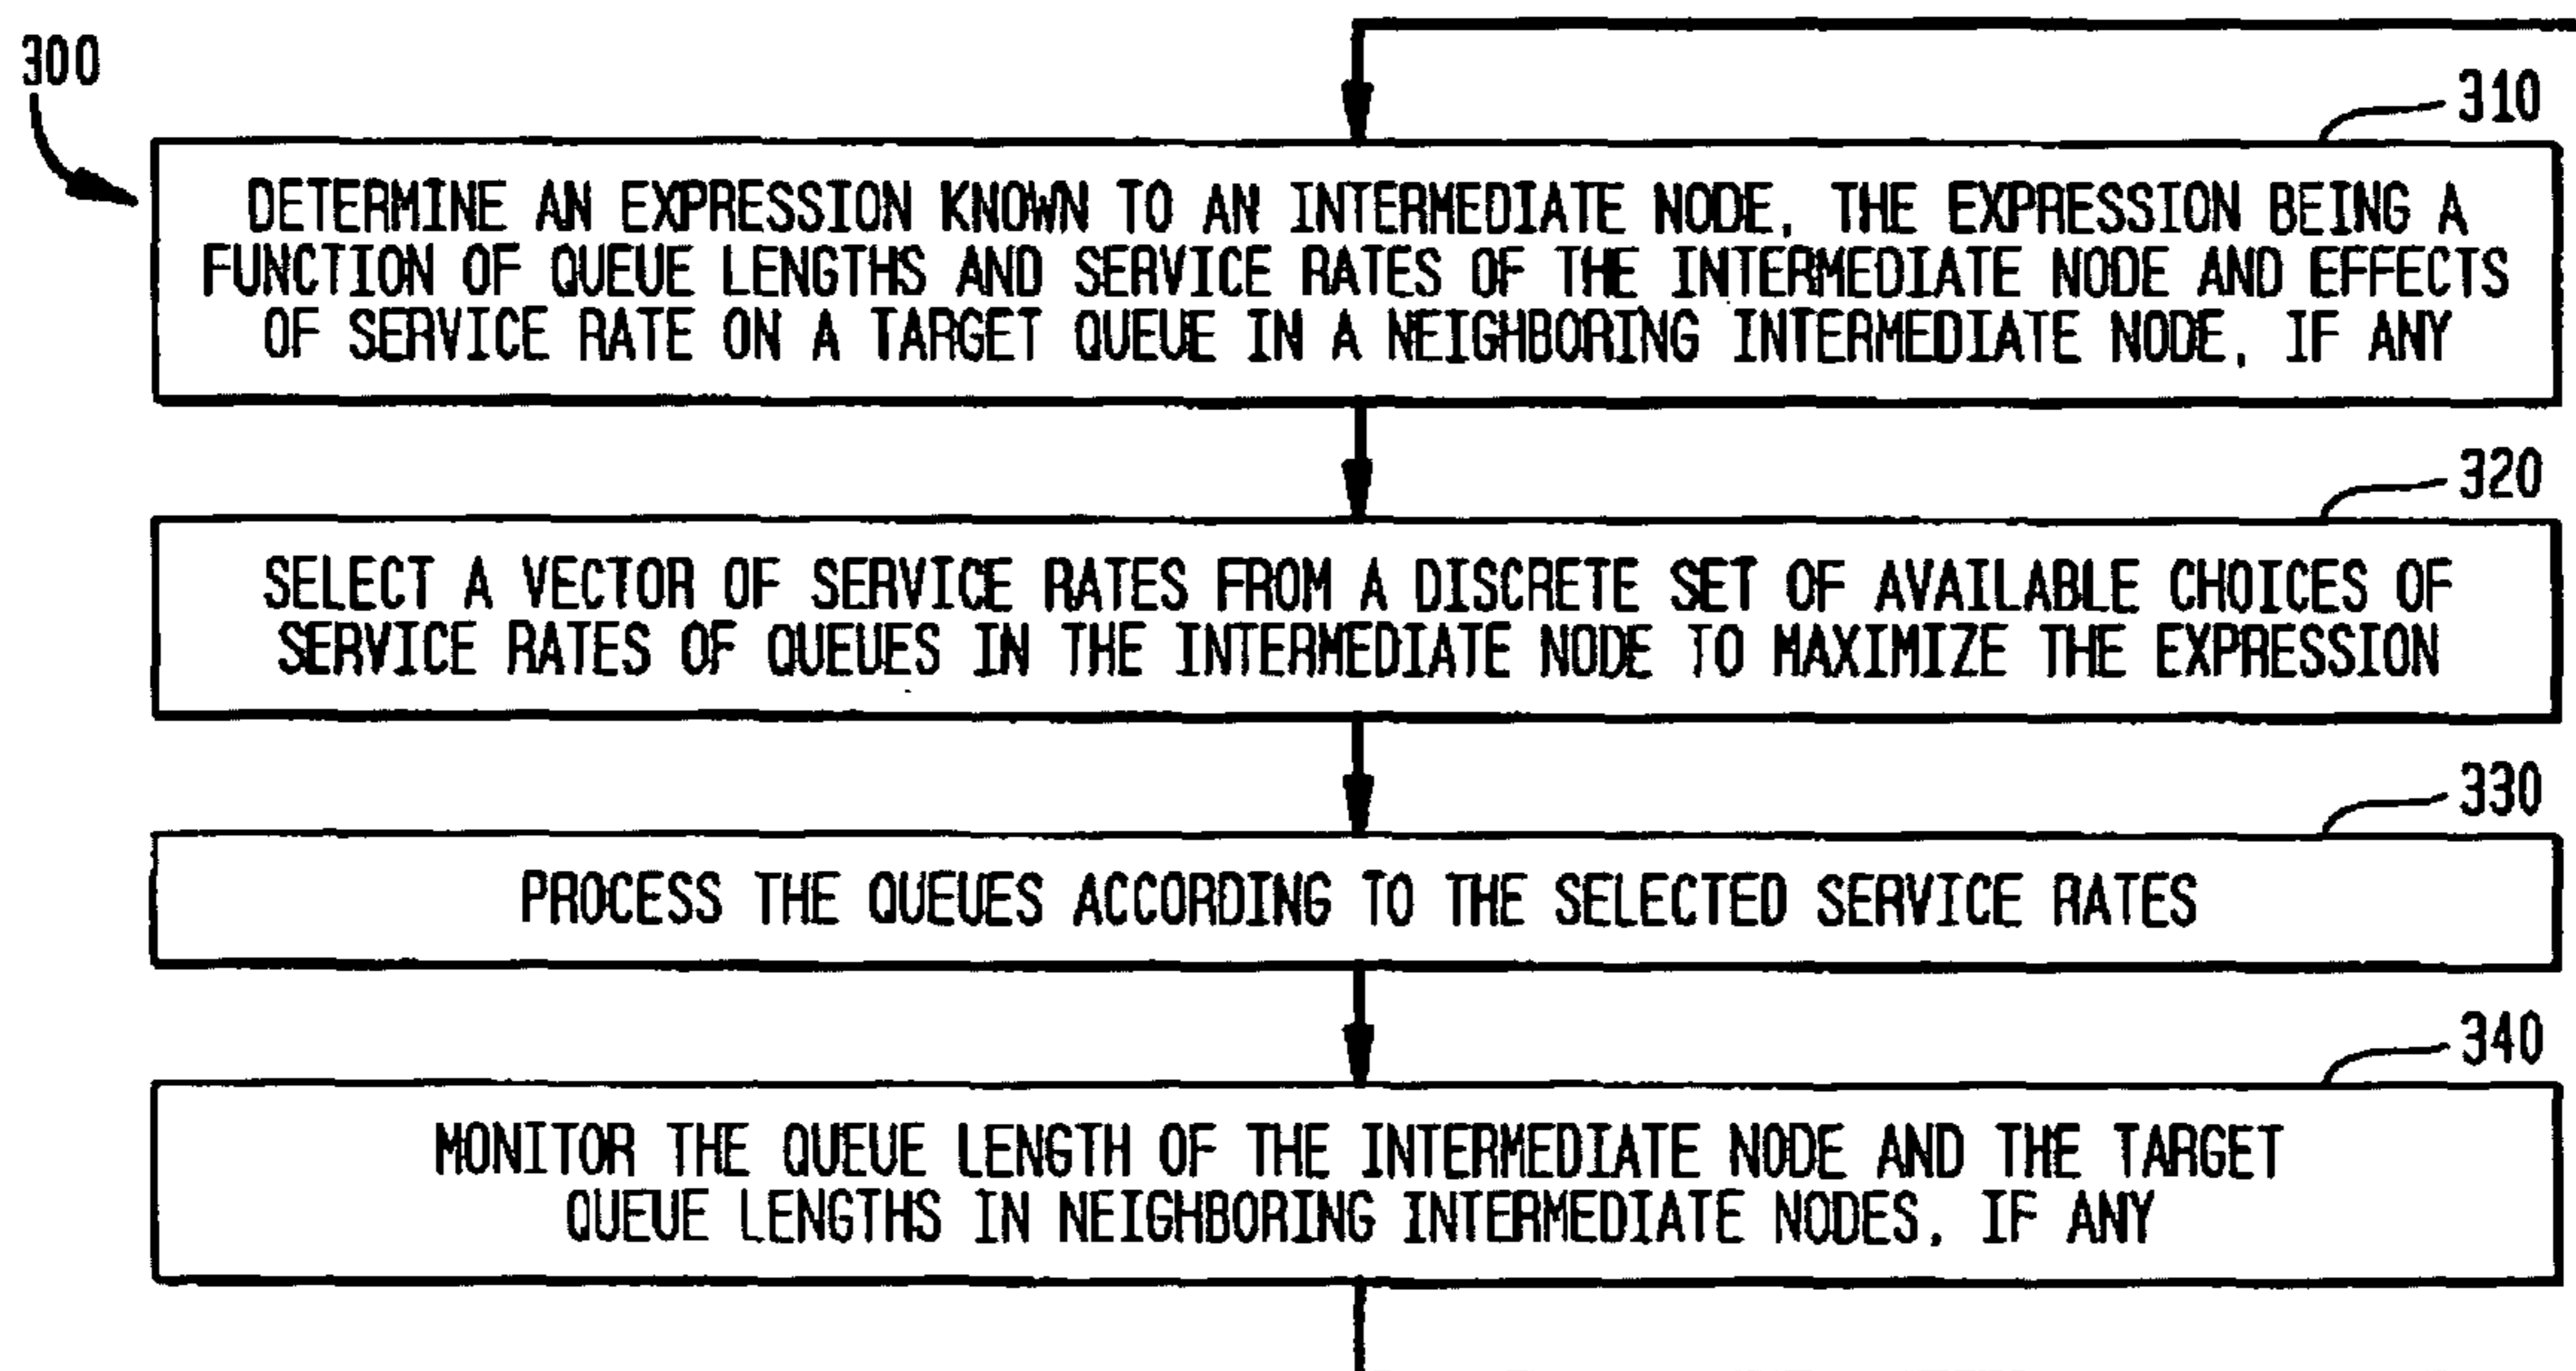 300
310
DETERMINE AN EXPRESSION KNOWN TO AN INTERMEDIATE NODE, THE EXPRESSION BEING A
FUNCTION OF QUEUE LENGTHS AND SERVICE RATES OF THE INTERMEDIATE NODE AND EFFECTS
OF SERVICE RATE ON A TARGET QUEUE IN A NEIGHBORING INTERMEDIATE NODE, IF ANY
320
SELECT A VECTOR OF SERVICE RATES FROM A DISCRETE SET OF AVAILABLE CHOICES OF
SERVICE RATES OF QUEUES IN THE INTERMEDIATE NODE TO MAXIMIZE THE EXPRESSION
330
PROCESS THE QUEUES ACCORDING TO THE SELECTED SERVICE RATES
340
MONITOR THE QUEUE LENGTH OF THE INTERMEDIATE NODE AND THE TARGET
QUEUE LENGTHS IN NEIGHBORING INTERMEDIATE NODES, IF ANY